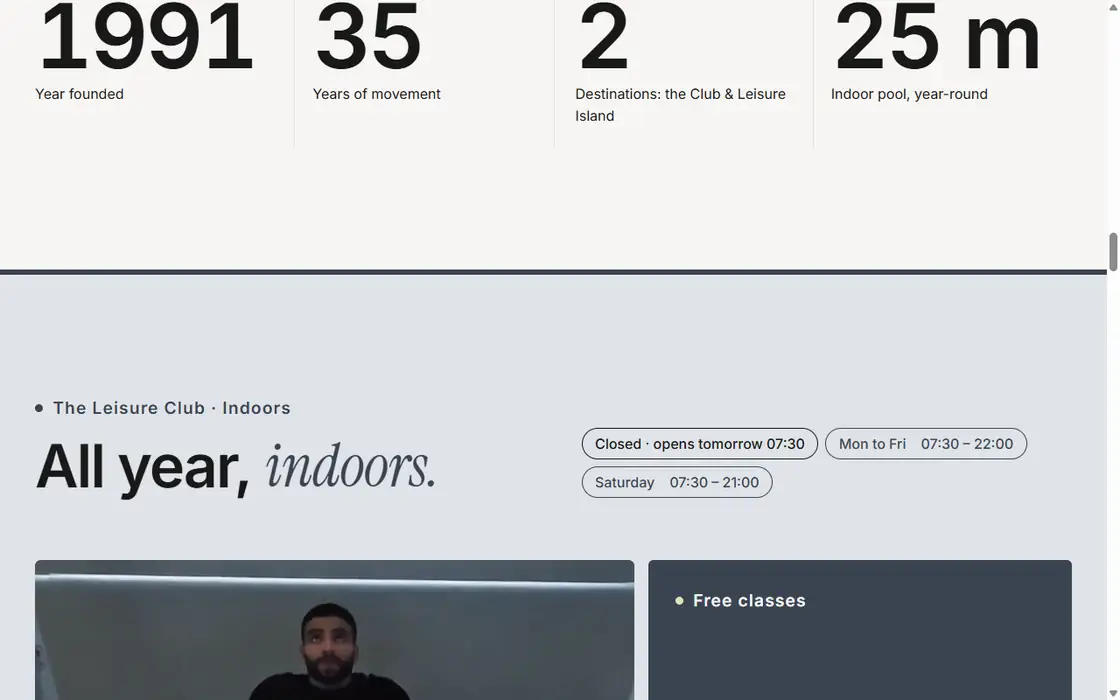 1991
Year founded
35
Years of movement
2
Destinations: the Club & Leisure
Island
25 m
Indoor pool, year-round
The Leisure Club · Indoors
All year, indoors.
Closed · opens tomorrow 07:30
Mon to Fri 07:30 – 22:00
Saturday 07:30 – 21:00
Free classes